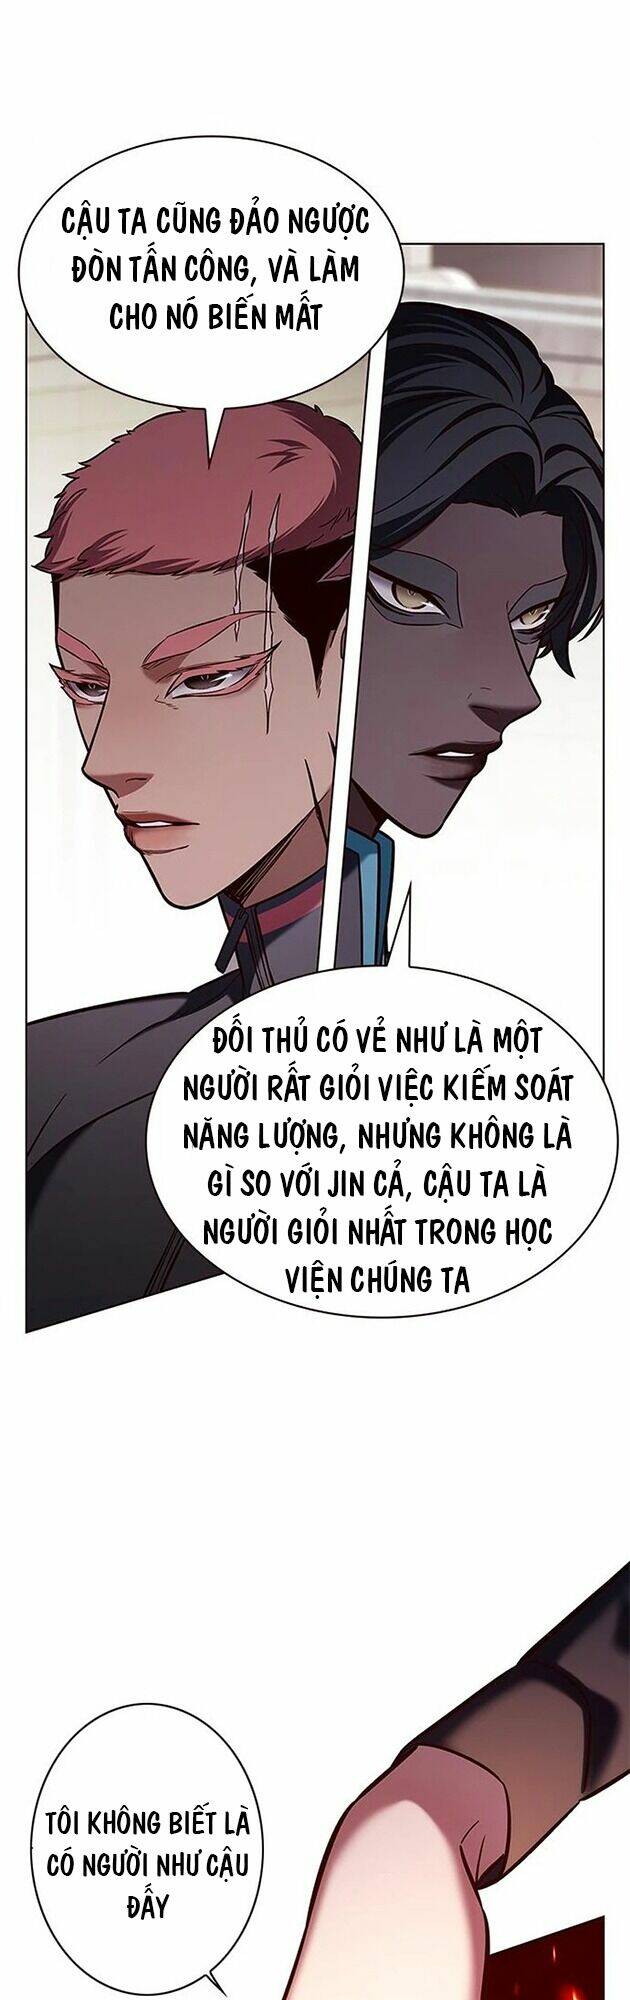 CẬU TA CŨNG ĐẢO NGƯỢC
ĐÒN TẤN CÔNG, VÀ LÀM
CHO NÓ BIẾN MẤT
ĐỐI THỦ CÓ VẺ NHƯ LÀ MỘT
NGƯỜI RẤT GIỎI VIỆC KIẾM SOÁT
NĂNG LƯỢNG, NHƯNG KHÔNG LÀ
GÌ SO VỚI JIN CẢ, CẬU TA LÀ
NGƯỜI GIỎI NHẤT TRONG HỌC
VIỆN CHÚNG TA
TÔI KHÔNG BIẾT LÀ
CÓ NGƯỜI NHƯ CẬU
ĐẤY